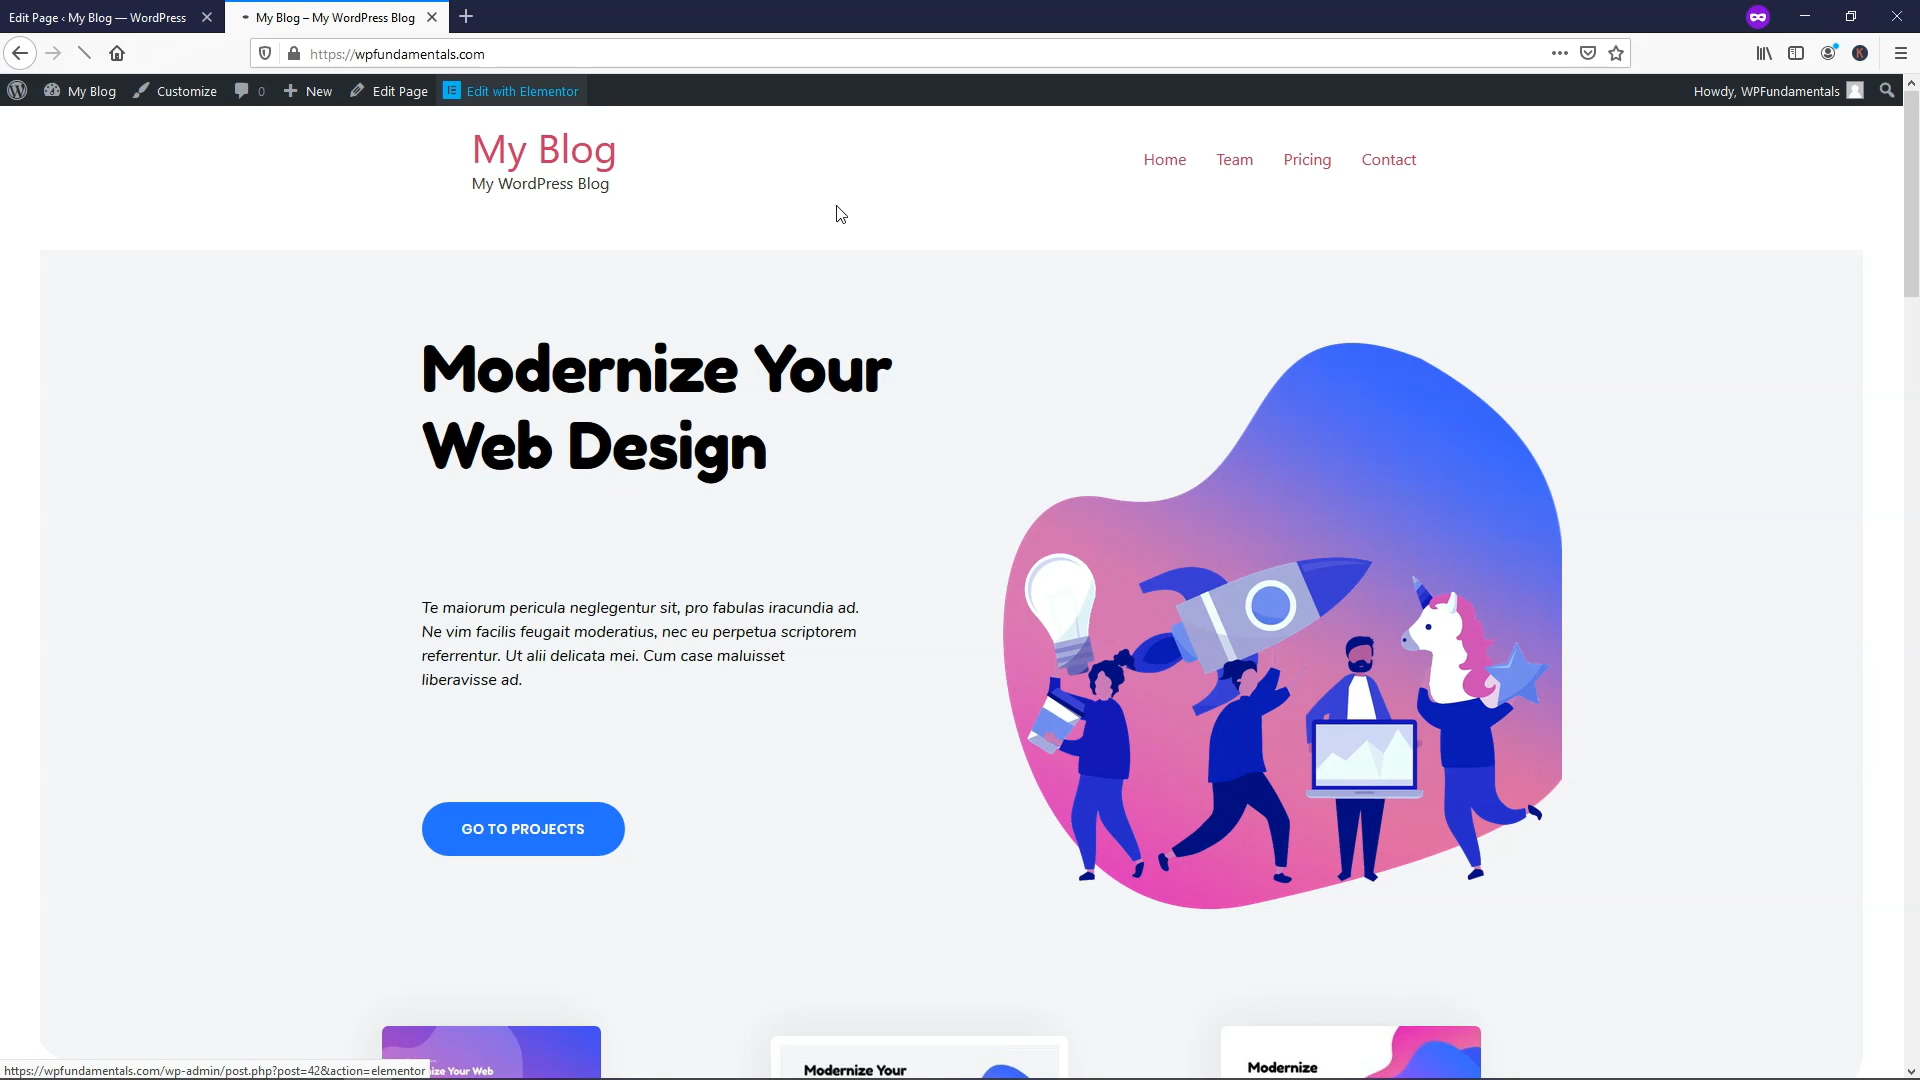 Edit Page ‹ My Blog — WordPress
My Blog – My WordPress Blog
https://wpfundamentals.com
My Blog
Customize
0
New
Edit Page
Edit with Elementor
Howdy, WPFundamentals
My Blog
My WordPress Blog
Home
Team
Pricing
Contact
Modernize Your
Web Design
Te maiorum pericula neglegentur sit, pro fabulas iracundia ad.
Ne vim facilis feugait moderatius, nec eu perpetua scriptorem
referrentur. Ut alii delicata mei. Cum case maluisset
liberavisse ad.
GO TO PROJECTS
ize Your Web
Modernize Your
Modernize
https://wpfundamentals.com/wp-admin/post.php?post=42&action=elementor